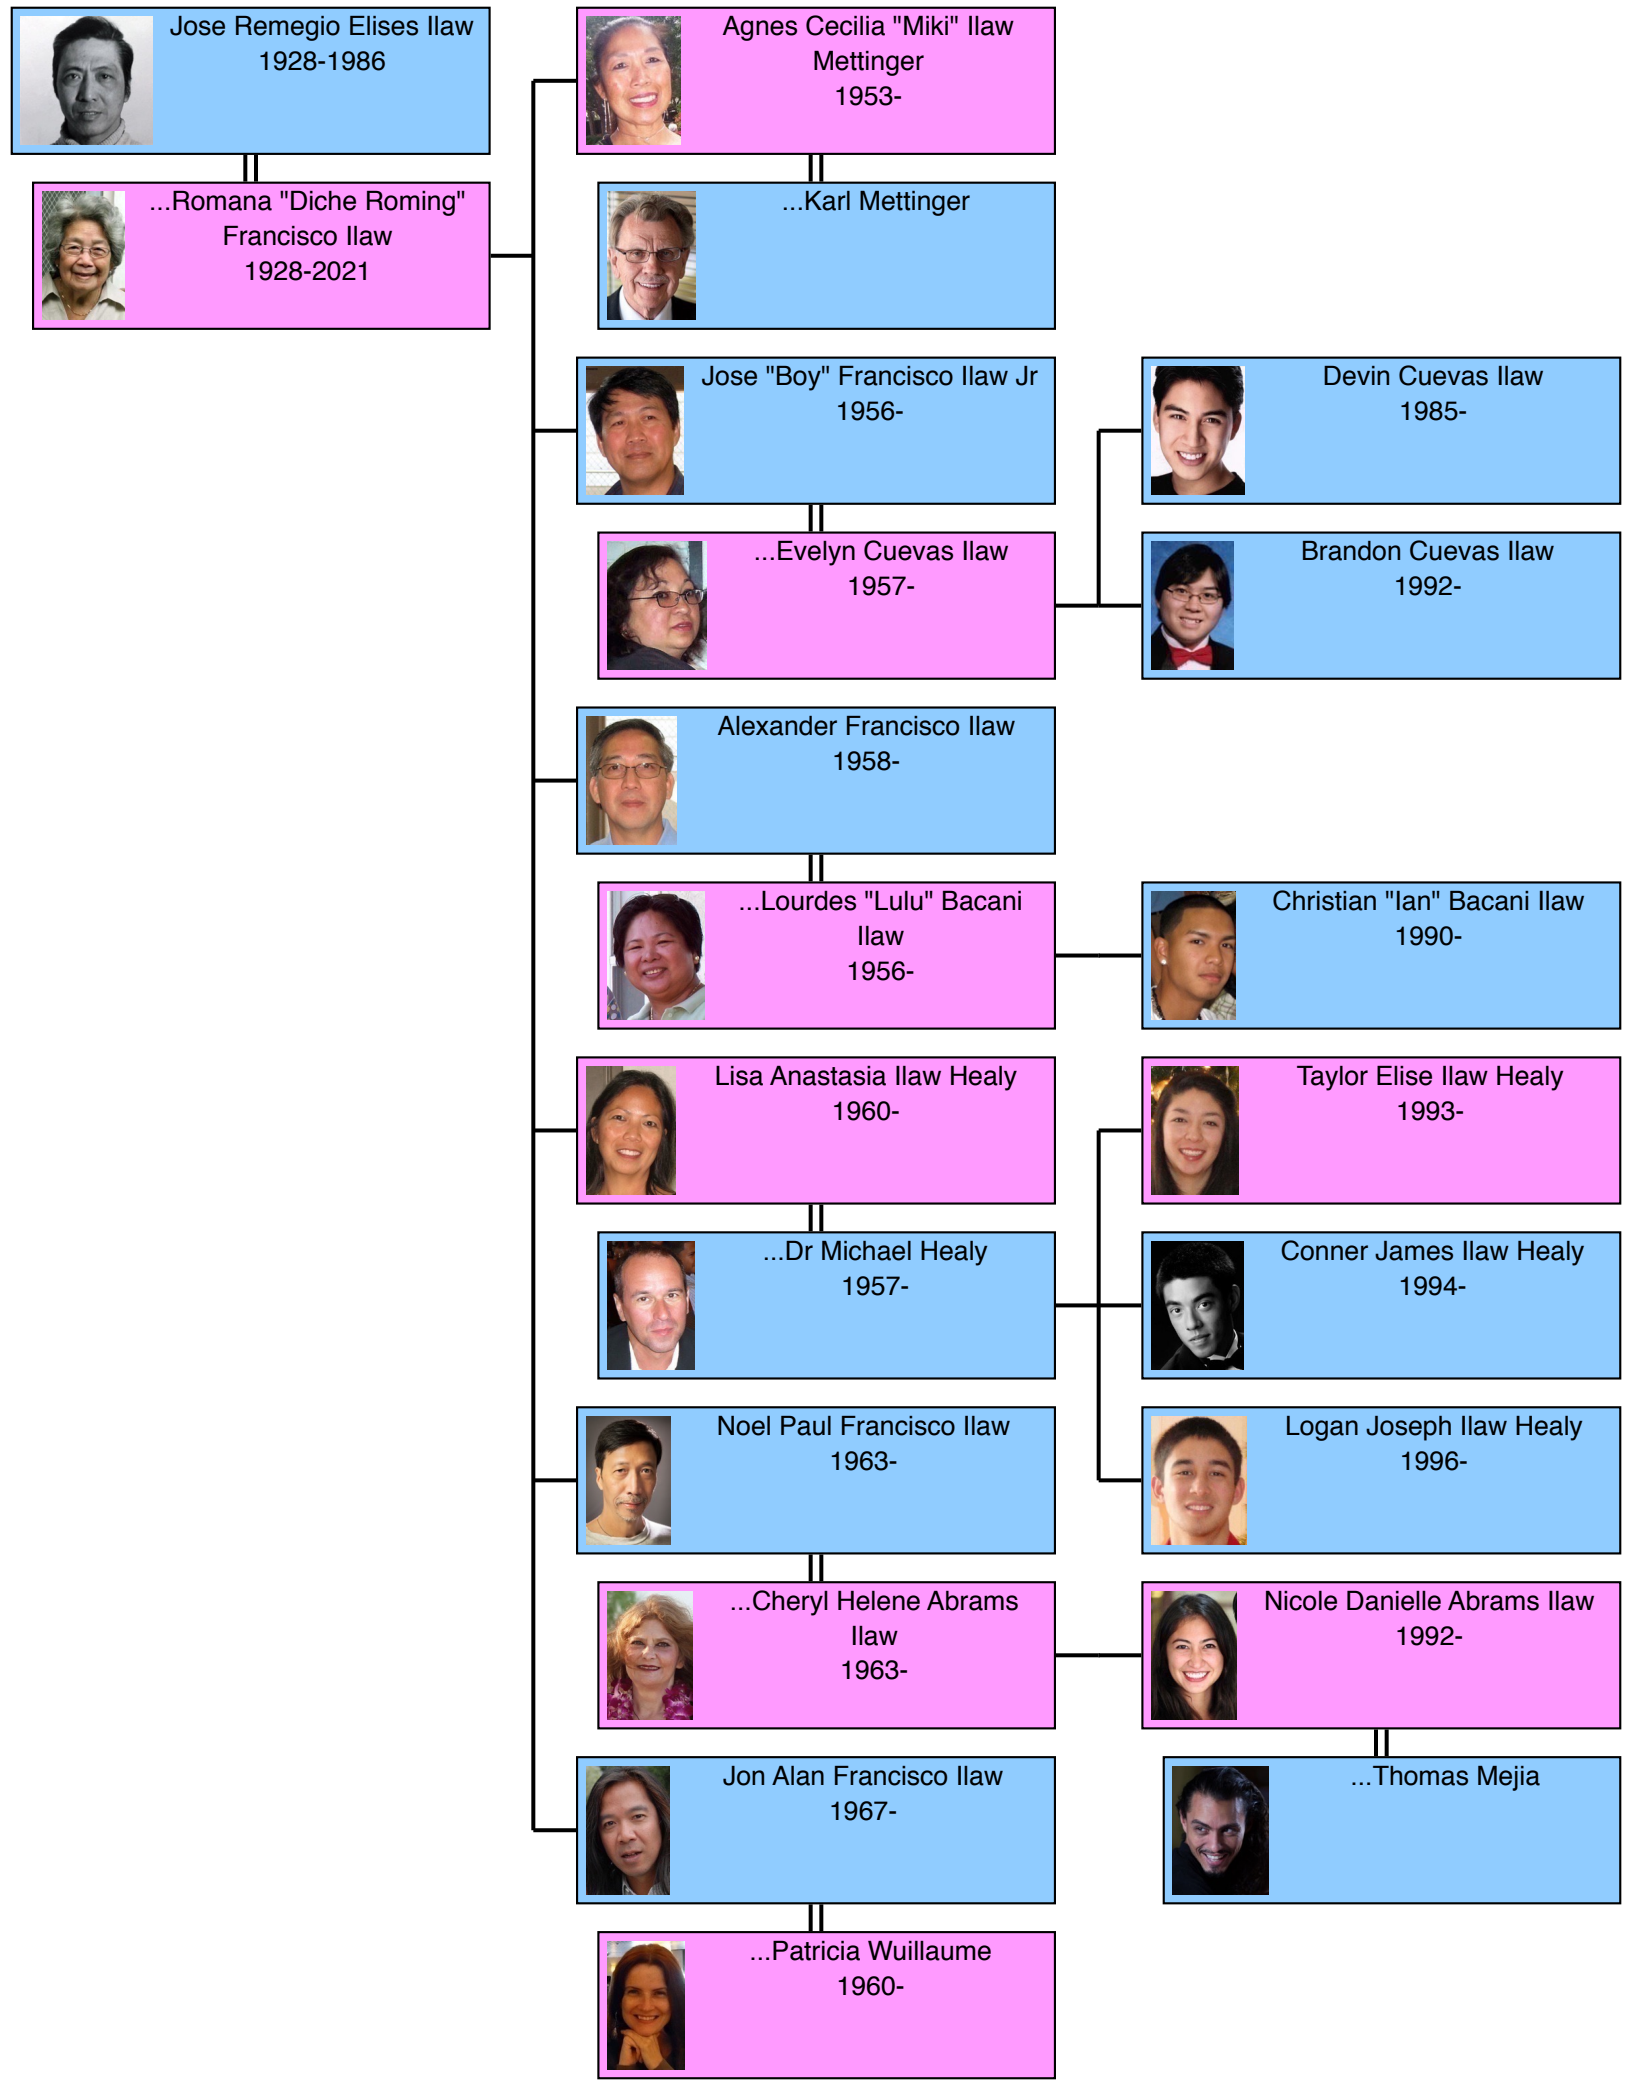 Jose Remegio Elises Ilaw
1928-1986
...Romana "Diche Roming"
Francisco Ilaw
1928-2021
Agnes Cecilia "Miki" Ilaw
Mettinger
1953-
...Karl Mettinger
Jose "Boy" Francisco Ilaw Jr
1956-
...Evelyn Cuevas Ilaw
1957-
Devin Cuevas Ilaw
1985-
Brandon Cuevas Ilaw
1992-
Alexander Francisco Ilaw
1958-
...Lourdes "Lulu" Bacani
Ilaw
1956-
Christian "Ian" Bacani Ilaw
1990-
Lisa Anastasia Ilaw Healy
1960-
...Dr Michael Healy
1957-
Taylor Elise Ilaw Healy
1993-
Conner James Ilaw Healy
1994-
Logan Joseph Ilaw Healy
1996-
Noel Paul Francisco Ilaw
1963-
...Cheryl Helene Abrams
Ilaw
1963-
Nicole Danielle Abrams Ilaw
1992-
...Thomas Mejia
Jon Alan Francisco Ilaw
1967-
...Patricia Wuillaume
1960-